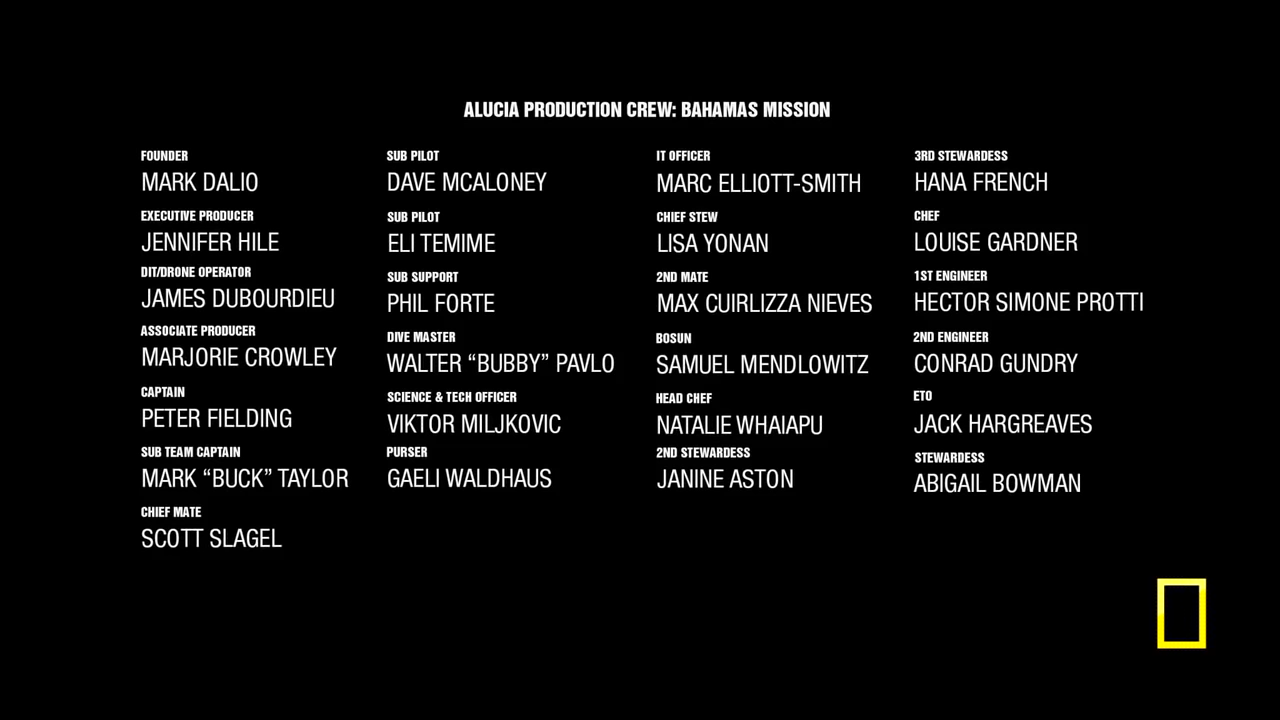 ALUCIA PRODUCTION CREW: BAHAMAS MISSION
FOUNDER
MARK DALIO
EXECUTIVE PRODUCER
JENNIFER HILE
DIT/DRONE OPERATOR
JAMES DUBOURDIEU
ASSOCIATE PRODUCER
MARJORIE CROWLEY
CAPTAIN
PETER FIELDING
SUB TEAM CAPTAIN
MARK “BUCK” TAYLOR
CHIEF MATE
SCOTT SLAGEL
SUB PILOT
DAVE MCALONEY
SUB PILOT
ELI TEMIME
SUB SUPPORT
PHIL FORTE
DIVE MASTER
WALTER “BUBBY” PAVLO
SCIENCE & TECH OFFICER
VIKTOR MILJKOVIC
PURSER
GAELI WALDHAUS
IT OFFICER
MARC ELLIOTT-SMITH
CHIEF STEW
LISA YONAN
2ND MATE
MAX CUIRLIZZA NIEVES
BOSUN
SAMUEL MENDLOWITZ
HEAD CHEF
NATALIE WHAIAPU
2ND STEWARDESS
JANINE ASTON
3RD STEWARDESS
HANA FRENCH
CHEF
LOUISE GARDNER
1ST ENGINEER
HECTOR SIMONE PROTTI
2ND ENGINEER
CONRAD GUNDRY
ETO
JACK HARGREAVES
STEWARDESS
ABIGAIL BOWMAN